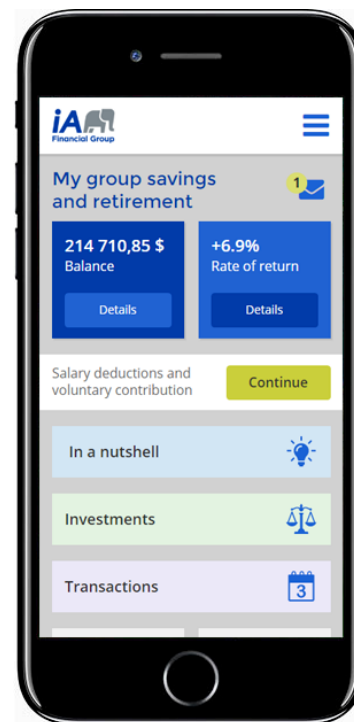 iA
Financial Group
My group savings
and retirement
1
214 710,85 $
Balance
Details
+6.9%
Rate of return
Details
Salary deductions and
voluntary contribution
Continue
In a nutshell
Investments
Transactions
3